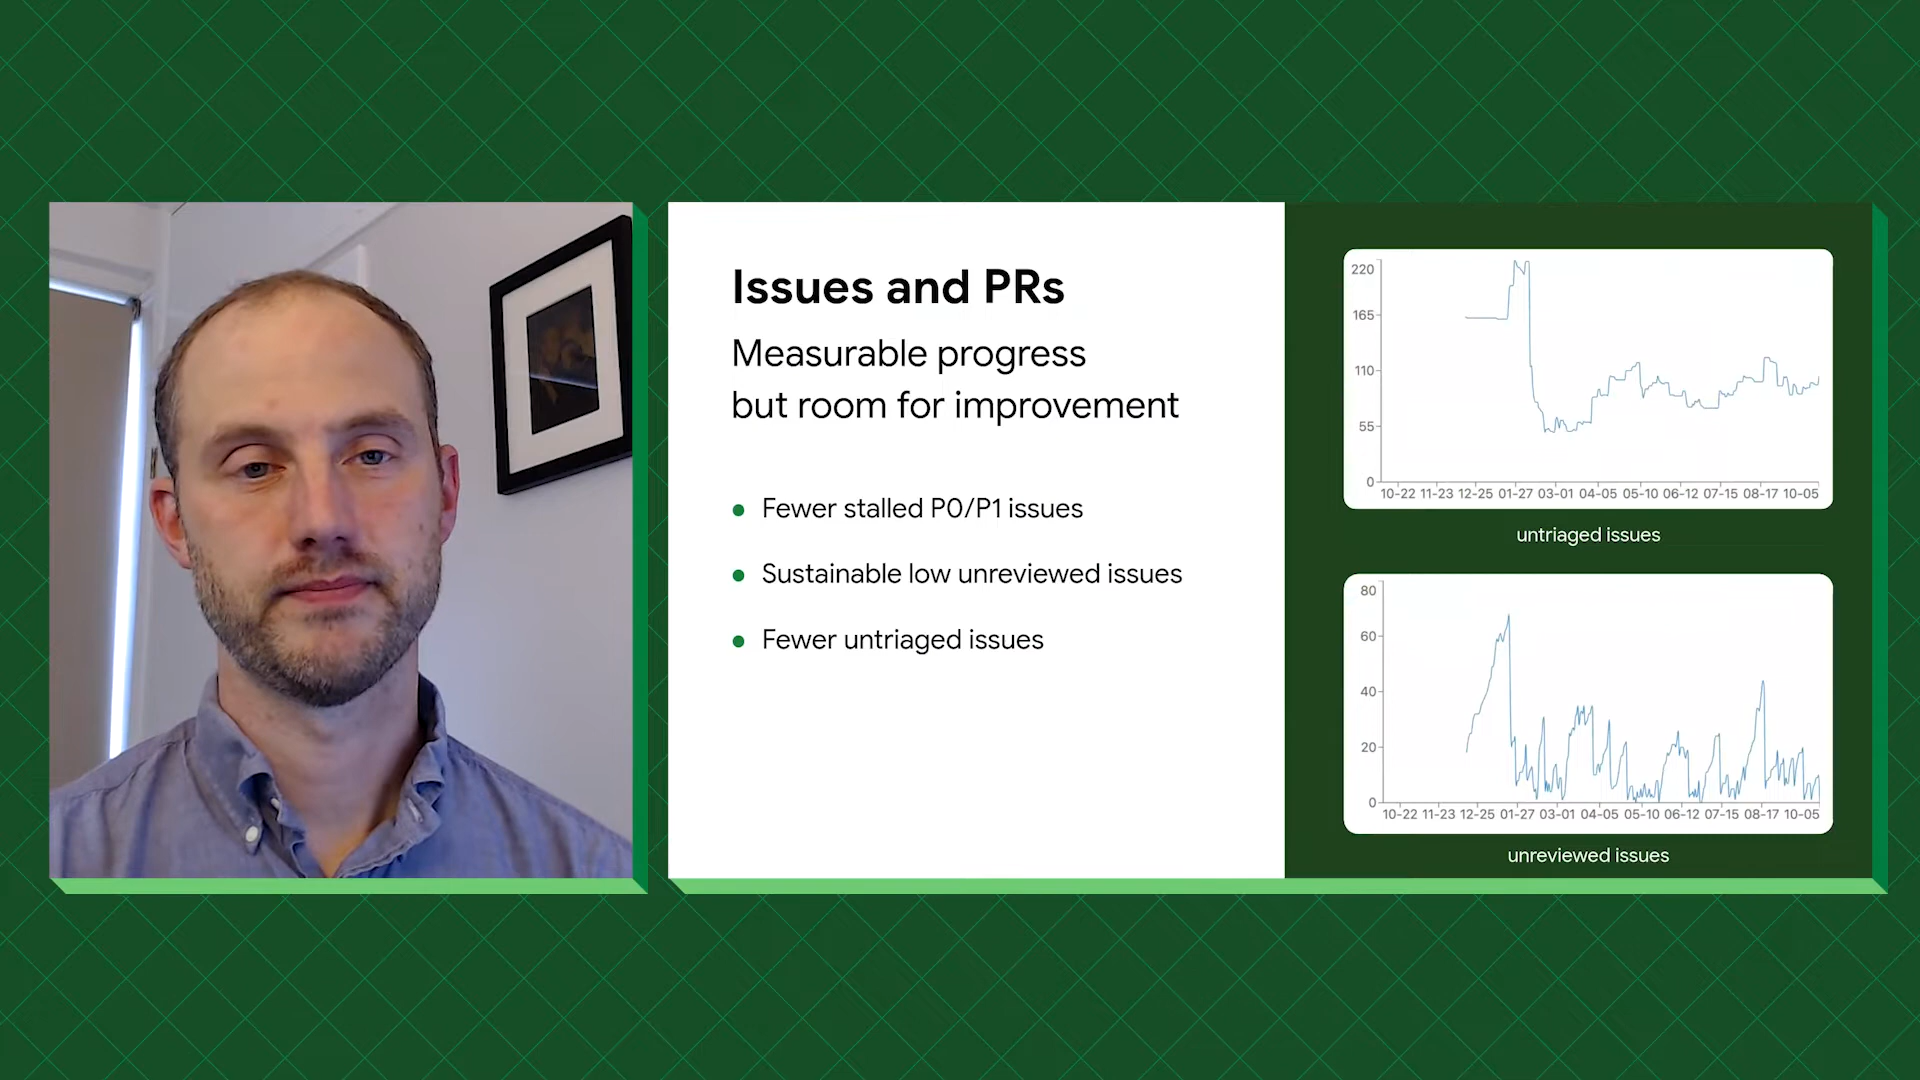 Issues and PRs
Measurable progress
but room for improvement
Fewer stalled P0/P1 issues
Sustainable low unreviewed issues
Fewer untriaged issues
220
165
110
55
0
10-22 11-23 12-25 01-27 03-01 04-05 05-10 06-12 07-15 08-17 10-05
untriaged issues
80
60
40
20
0
10-22 11-23 12-25 01-27 03-01 04-05 05-10 06-12 07-15 08-17 10-05
unreviewed issues